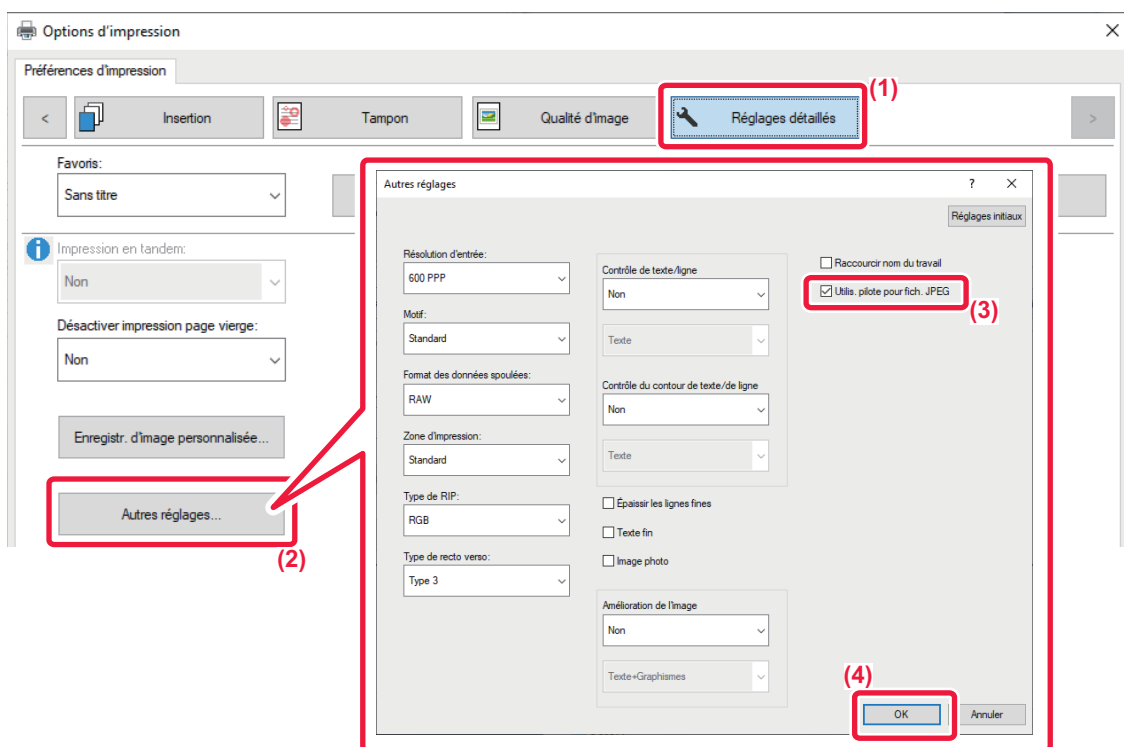 Options d'impression
Préférences d'impression
(1)
<
Insertion
Tampon
Qualité d'image
Réglages détaillés
>
Favoris:
Sans titre
Impression en tandem:
Non
Désactiver impression page vierge:
Non
Enregistr. d'image personnalisée...
Autres réglages...
(2)
Autres réglages
?
Réglages initiaux
Résolution d'entrée:
600 PPP
Motif:
Standard
Format des données spoulées:
RAW
Zone d'impression:
Standard
Type de RIP:
RGB
Type de recto verso:
Type 3
Contrôle de texte/ligne
Non
Texte
Contrôle du contour de texte/de ligne
Non
Texte
Épaissir les lignes fines
Texte fin
Image photo
Amélioration de l'image
Non
Texte+Graphismes
Raccourcir nom du travail
Utilis. pilote pour fich. JPEG
(3)
(4)
OK
Annuler